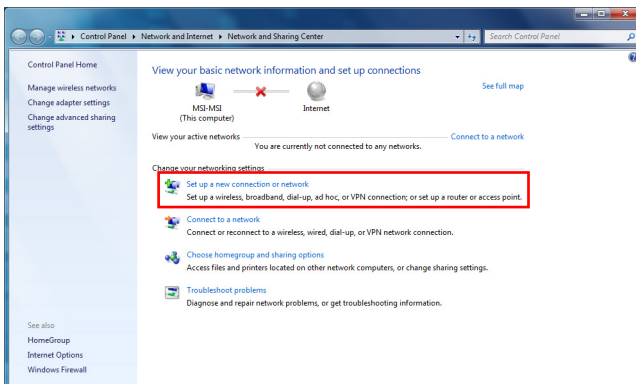 Control Panel ▸ Network and Internet ▸ Network and Sharing Center
Search Control Panel
Control Panel Home
Manage wireless networks
Change adapter settings
Change advanced sharing
settings
See also
HomeGroup
Internet Options
Windows Firewall
View your basic network information and set up connections
See full map
MSI-MSI
(This computer)
Internet
View your active networks
Connect to a network
You are currently not connected to any networks.
Change your networking settings
Set up a new connection or network
Set up a wireless, broadband, dial-up, ad hoc, or VPN connection; or set up a router or access point.
Connect to a network
Connect or reconnect to a wireless, wired, dial-up, or VPN network connection.
Choose homegroup and sharing options
Access files and printers located on other network computers, or change sharing settings.
Troubleshoot problems
Diagnose and repair network problems, or get troubleshooting information.